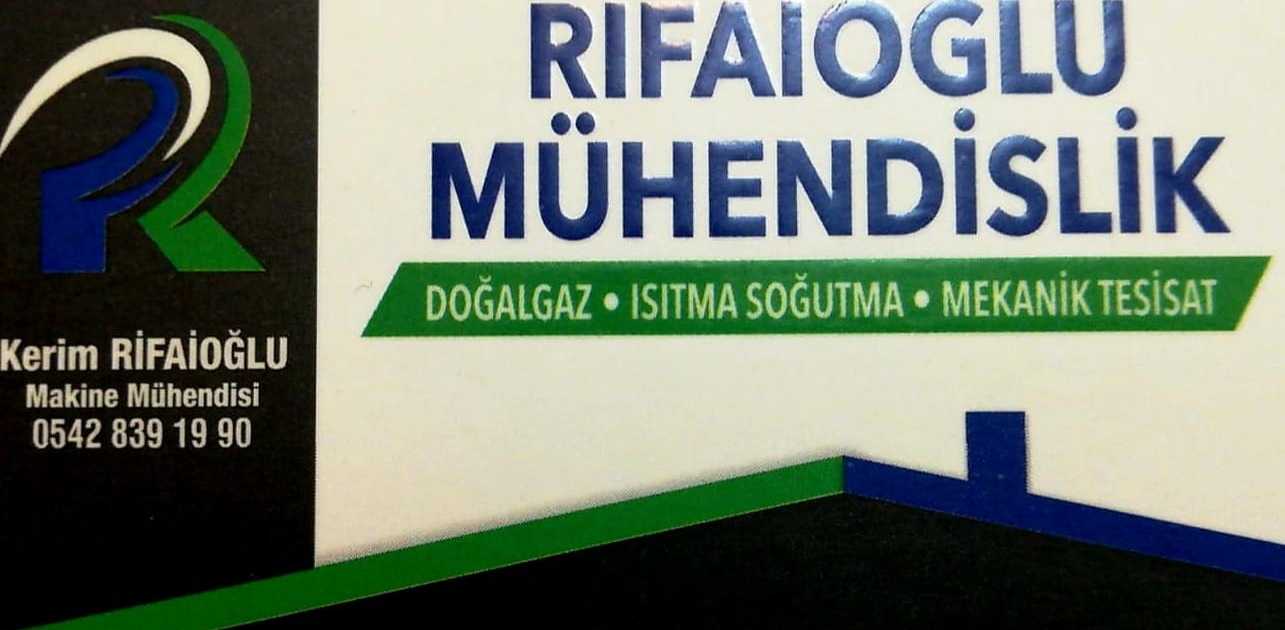 RİFAİOĞLU
MÜHENDİSLİK
DOĞALGAZ • ISITMA SOĞUTMA • MEKANİK TESİSAT
Kerim RİFAİOĞLU
Makine Mühendisi
0542 839 19 90